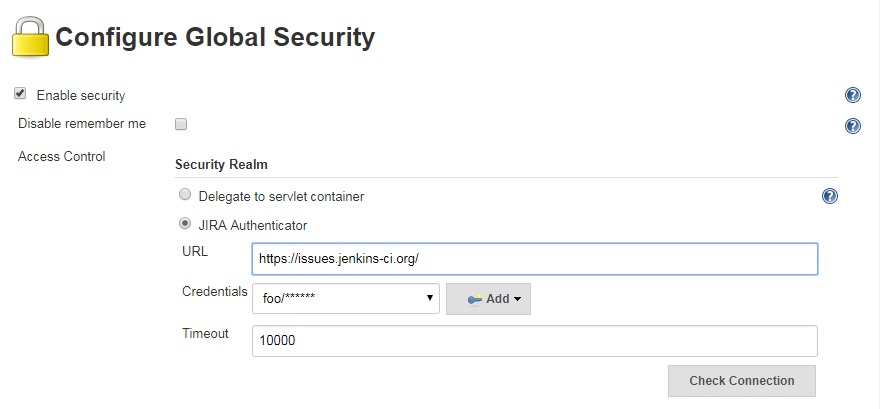 Configure Global Security
Enable security
Disable remember me
Access Control
Security Realm
Delegate to servlet container
JIRA Authenticator
URL
https://issues.jenkins-ci.org/
Credentials
foo/******
Add
Timeout
10000
Check Connection